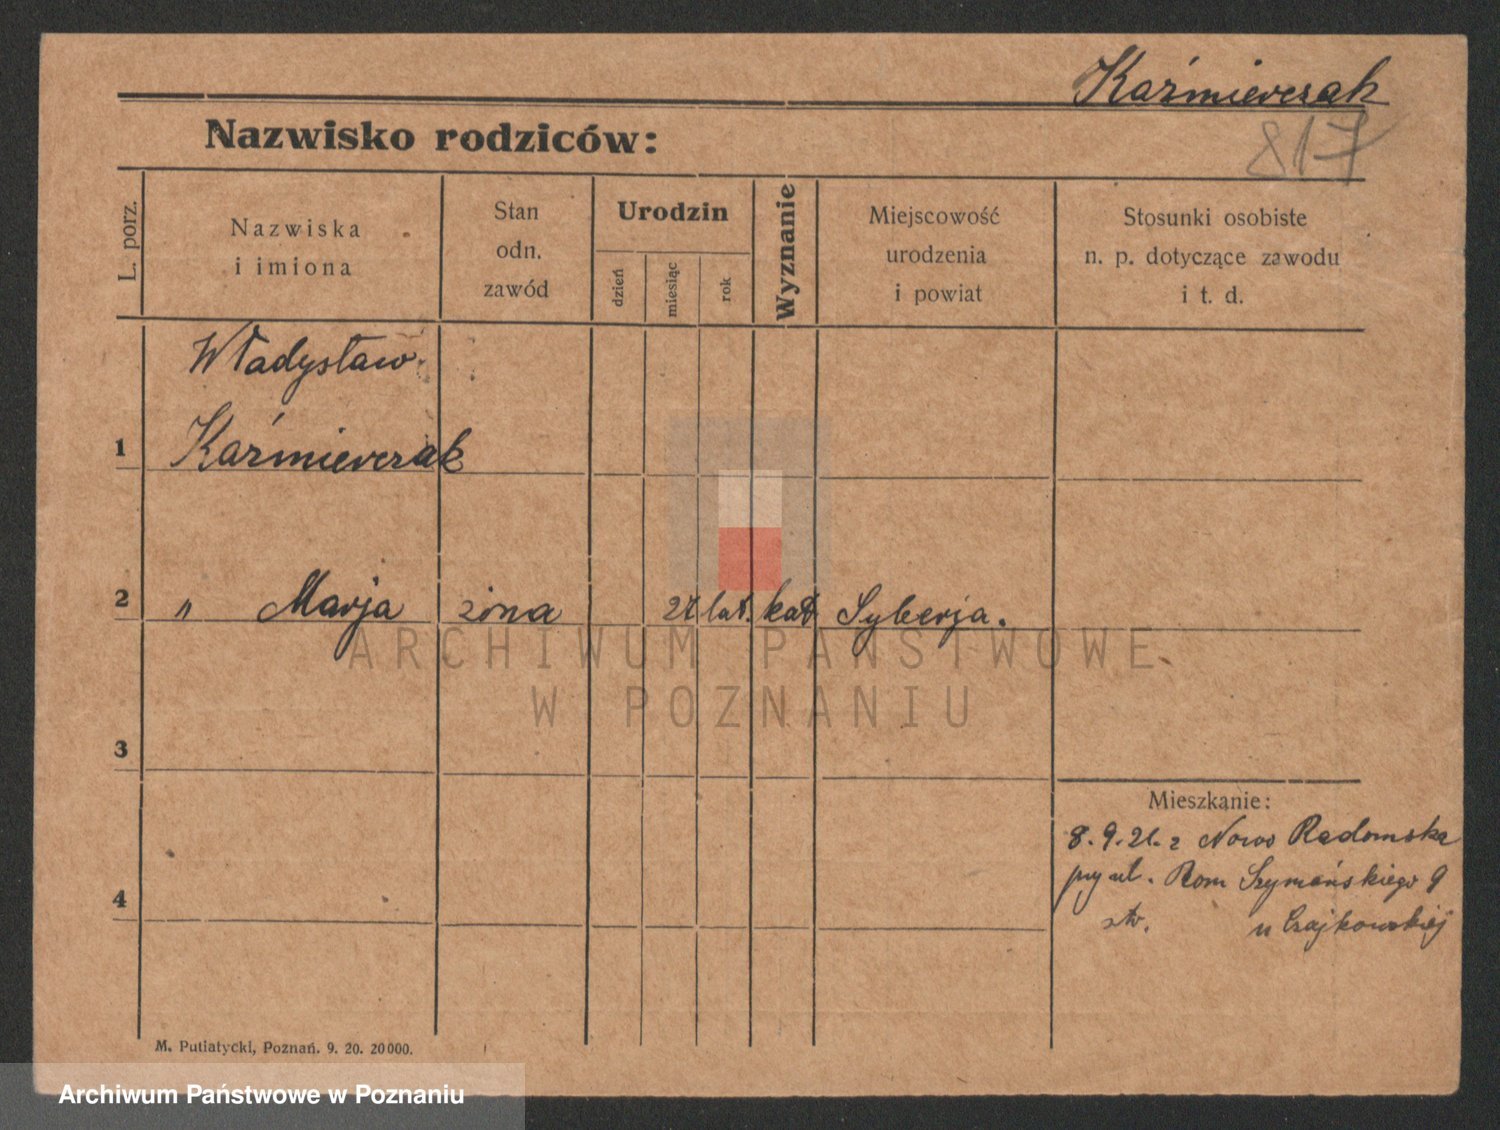 Kaźmierczak
817
Nazwisko rodziców:
L. porz.
Nazwiska
i imiona
Stan
odn.
zawód
Urodzin
dzień
miesiąc
rok
Wyznanie
Miejscowość
urodzenia
i powiat
Stosunki osobiste
n. p. dotyczące zawodu
i t. d.
Władysław
1 Kaźmierczak
2 " Marja żona lat. kat Syberja.
ARCHIWUM PAŃSTWOWE
W POZNANIU
3
Mieszkanie:
8.9.21. z Nowo Radomska
przy ul. Rom Szymańskiego 9
u Czajkowskiej
4
M. Putiatycki, Poznań. 9. 20. 20000.
Archiwum Państwowe w Poznaniu